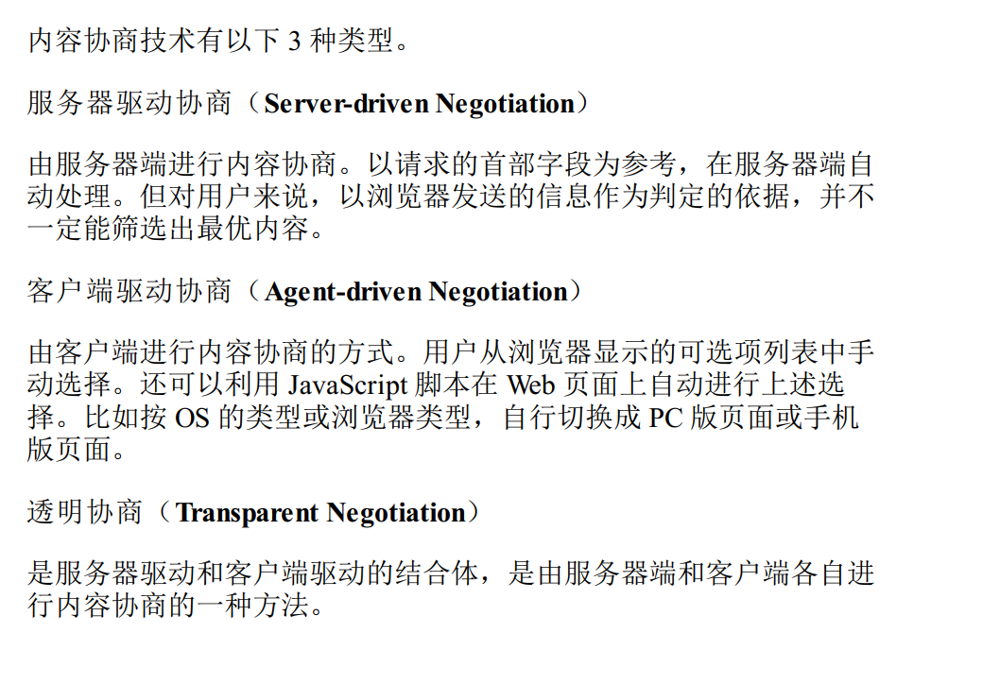 内容协商技术有以下 3 种类型。
服务器驱动协商（Server-driven Negotiation）
由服务器端进行内容协商。以请求的首部字段为参考，在服务器端自
动处理。但对用户来说，以浏览器发送的信息作为判定的依据，并不
一定能筛选出最优内容。
客户端驱动协商（Agent-driven Negotiation）
由客户端进行内容协商的方式。用户从浏览器显示的可选项列表中手
动选择。还可以利用 JavaScript 脚本在 Web 页面上自动进行上述选
择。比如按 OS 的类型或浏览器类型，自行切换成 PC 版页面或手机
版页面。
透明协商（Transparent Negotiation）
是服务器驱动和客户端驱动的结合体，是由服务器端和客户端各自进
行内容协商的一种方法。